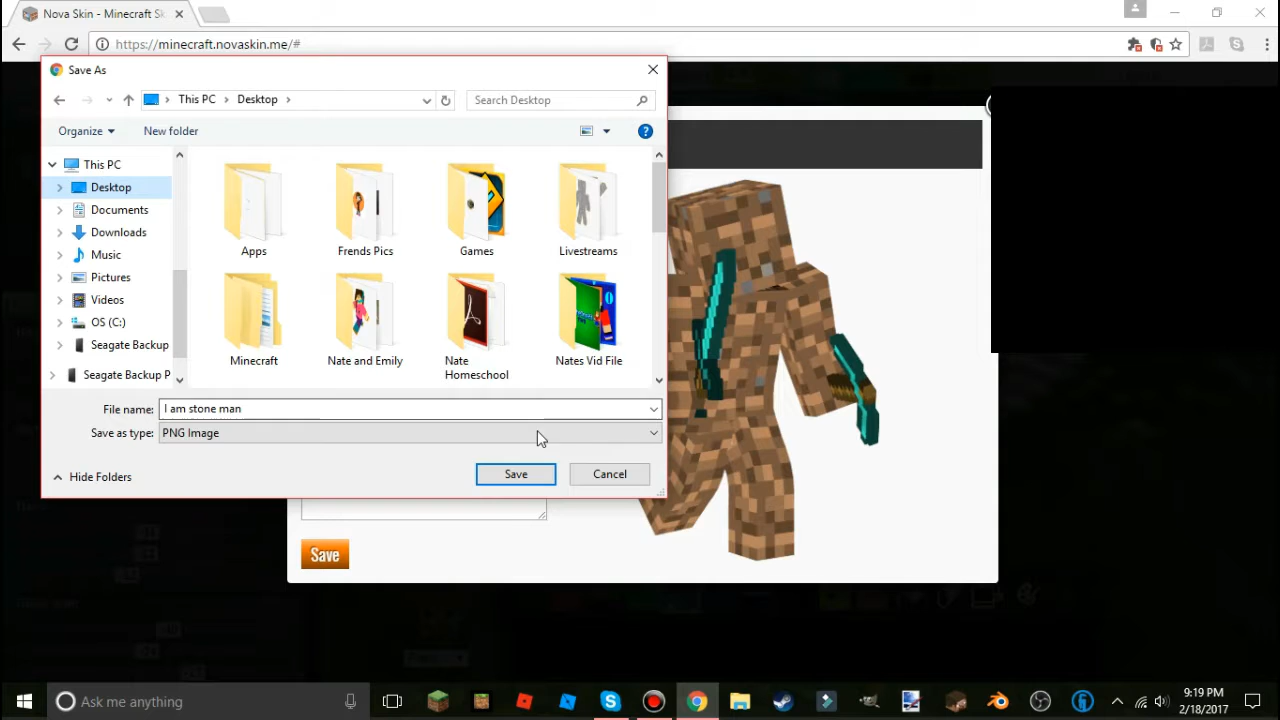 Nova Skin - Minecraft Sk
https://minecraft.novaskin.me/#
Save As
This PC
Desktop
Search Desktop
Organize
New folder
This PC
Desktop
Documents
Downloads
Music
Pictures
Videos
OS (C:)
Seagate Backup
Seagate Backup P
Apps
Frends Pics
Games
Livestreams
Minecraft
Nate and Emily
Nate
Homeschool
Nates Vid File
File name: I am stone man
Save as type: PNG Image
Hide Folders
Save
Cancel
Save
Ask me anything
9:19 PM
2/18/2017